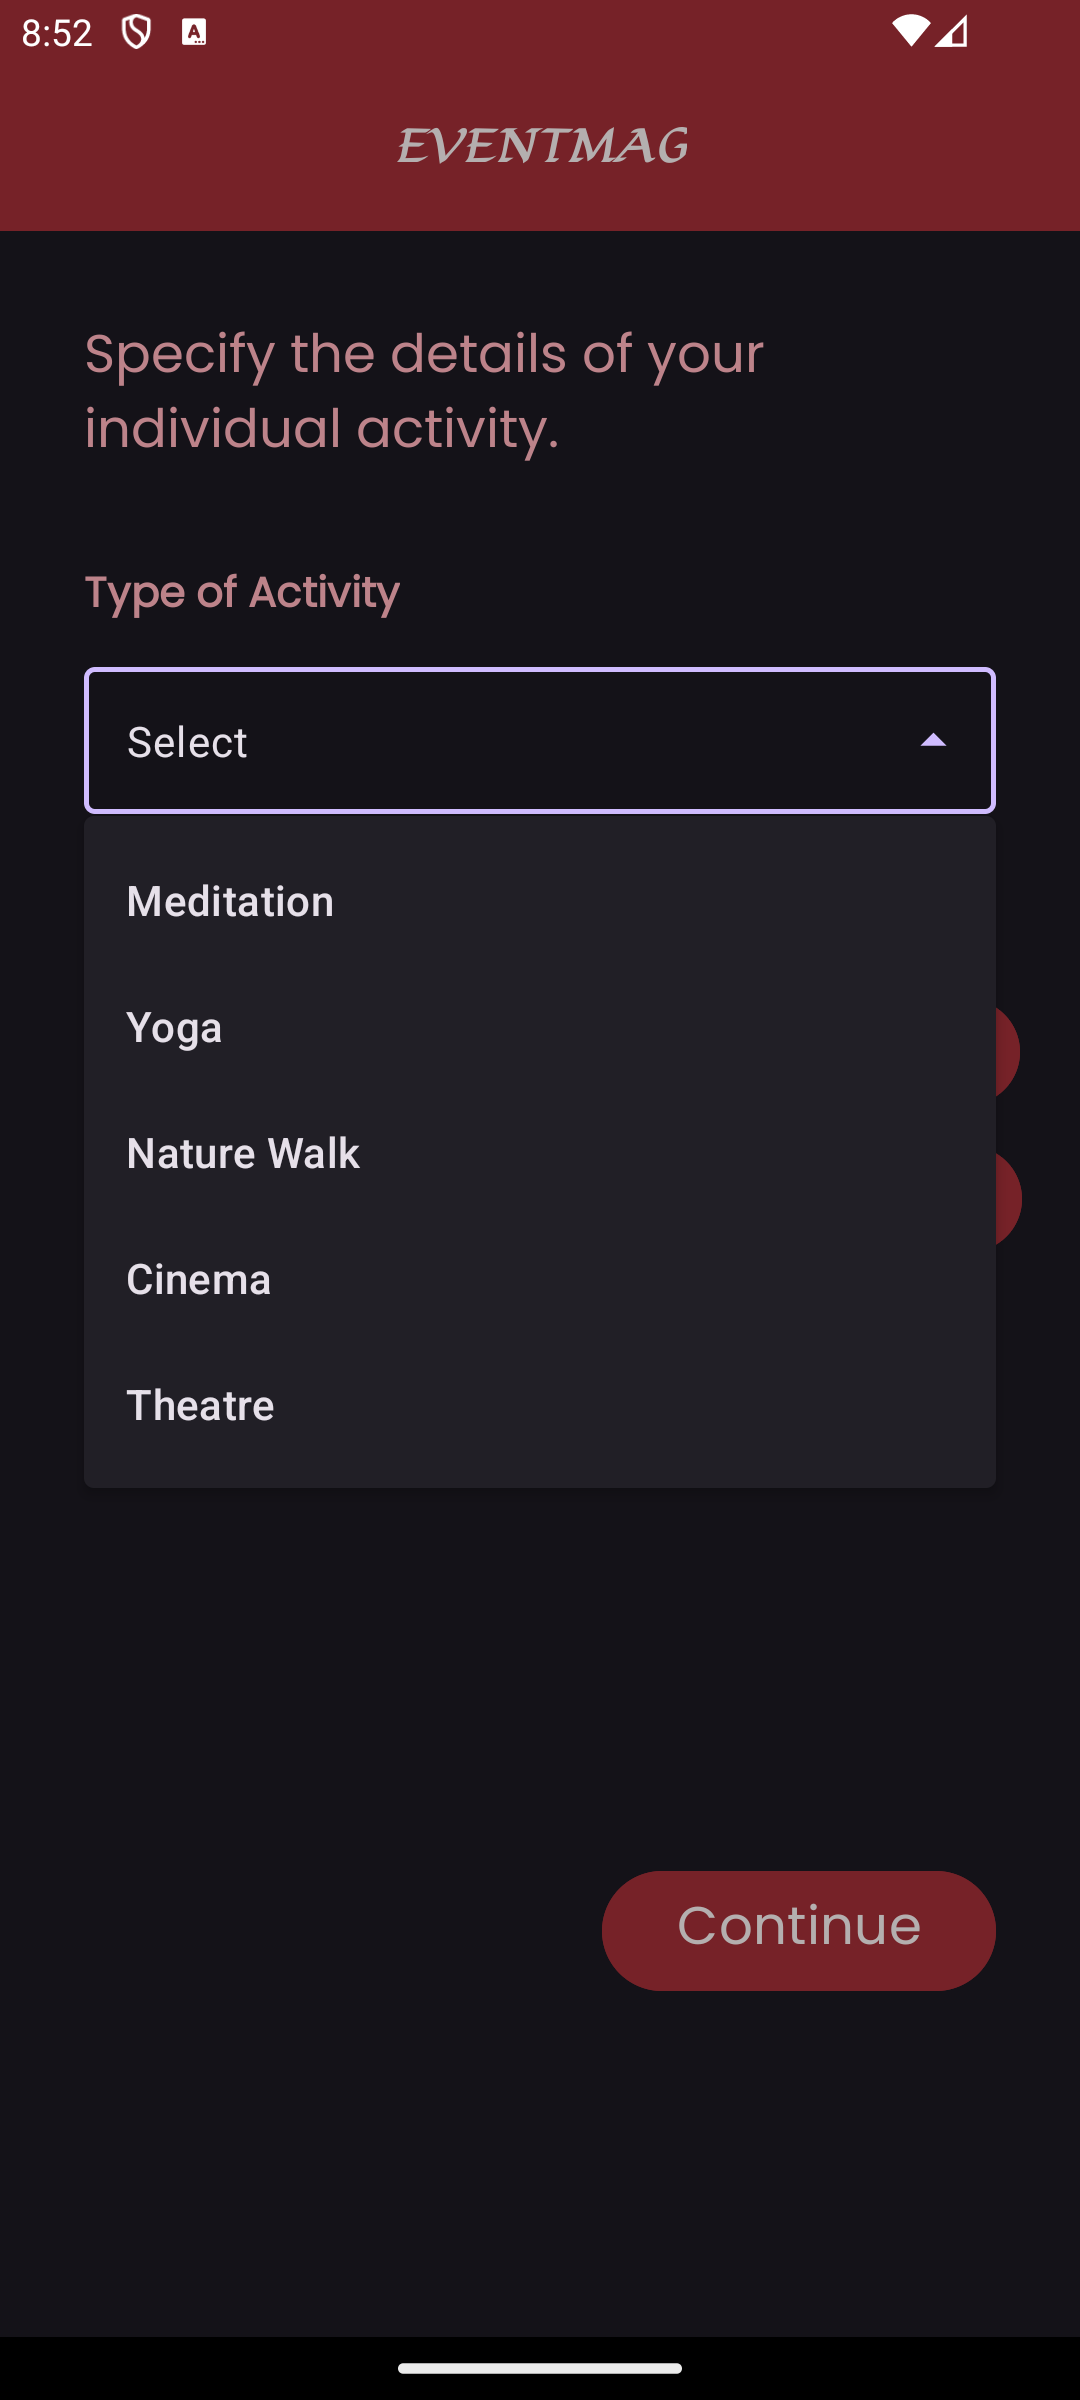 8:52
EVENTMAG
Specify the details of your
individual activity.
Type of Activity
Select
Meditation
Yoga
Nature Walk
Cinema
Theatre
Continue